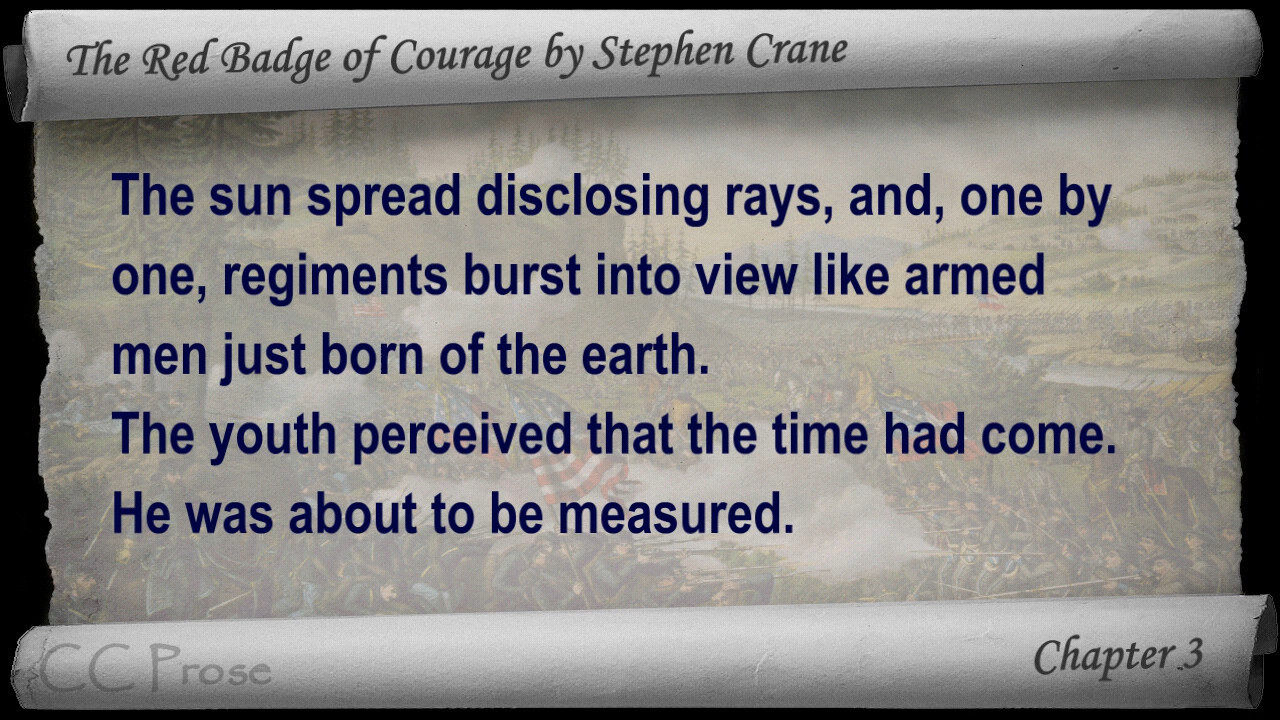 The Red Badge of Courage by Stephen Crane
The sun spread disclosing rays, and, one by
one, regiments burst into view like armed
men just born of the earth.
The youth perceived that the time had come.
He was about to be measured.
CC Prose
Chapter 3